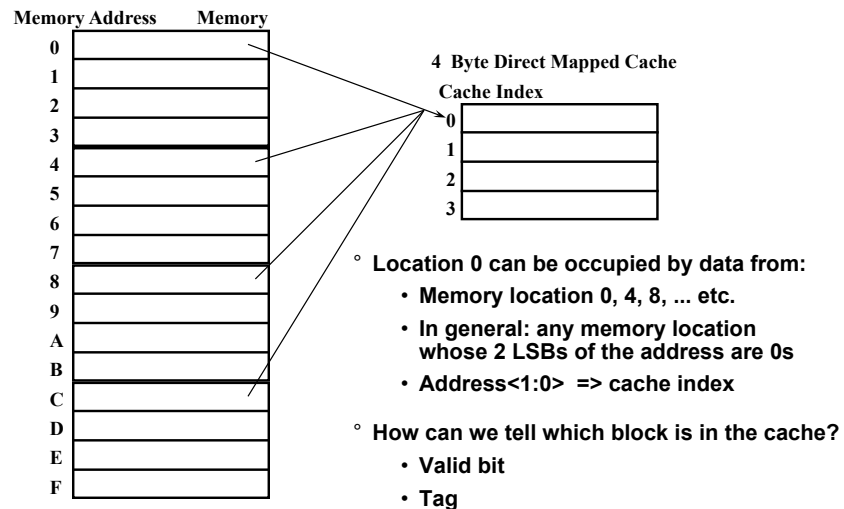 Memory Address Memory
0
1
2
3
4
5
6
7
8
9
A
B
C
D
E
F
4 Byte Direct Mapped Cache
Cache Index
0
1
2
3
° Location 0 can be occupied by data from:
• Memory location 0, 4, 8, ... etc.
• In general: any memory location
whose 2 LSBs of the address are 0s
• Address<1:0> => cache index
° How can we tell which block is in the cache?
• Valid bit
• Tag